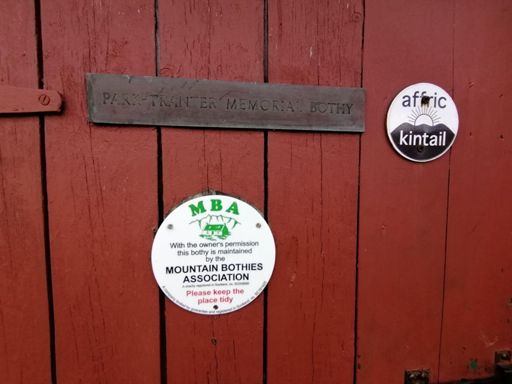 PARK-TRANTER MEMORIAL BOTHY
affric
kintail
MBA
With the owner's permission
this bothy is maintained
by the
MOUNTAIN BOTHIES
ASSOCIATION
Please keep the
place tidy